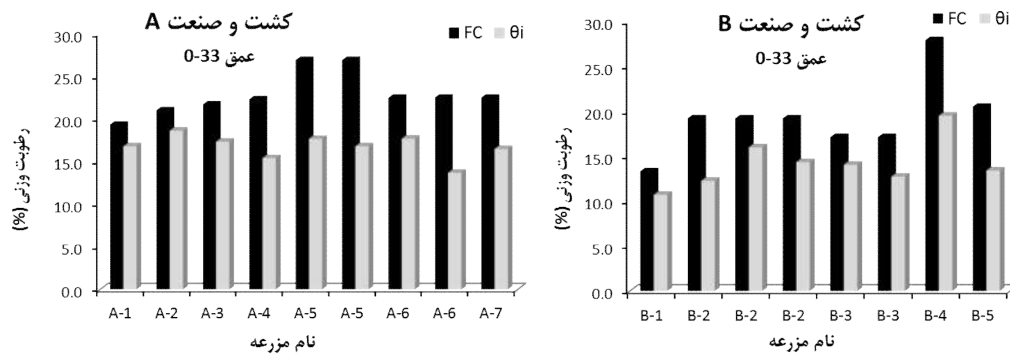 کشت و صنعت A
FC θi
عمق 0-33
30.0
25.0
20.0
15.0
10.0
5.0
0.0
رطوبت وزنی (%)
A-1 A-2 A-3 A-4 A-5 A-5 A-6 A-6 A-7
نام مزرعه
کشت و صنعت B
FC θi
عمق 0-33
30.0
25.0
20.0
15.0
10.0
5.0
0.0
رطوبت وزنی (%)
B-1 B-2 B-2 B-2 B-3 B-3 B-4 B-5
نام مزرعه